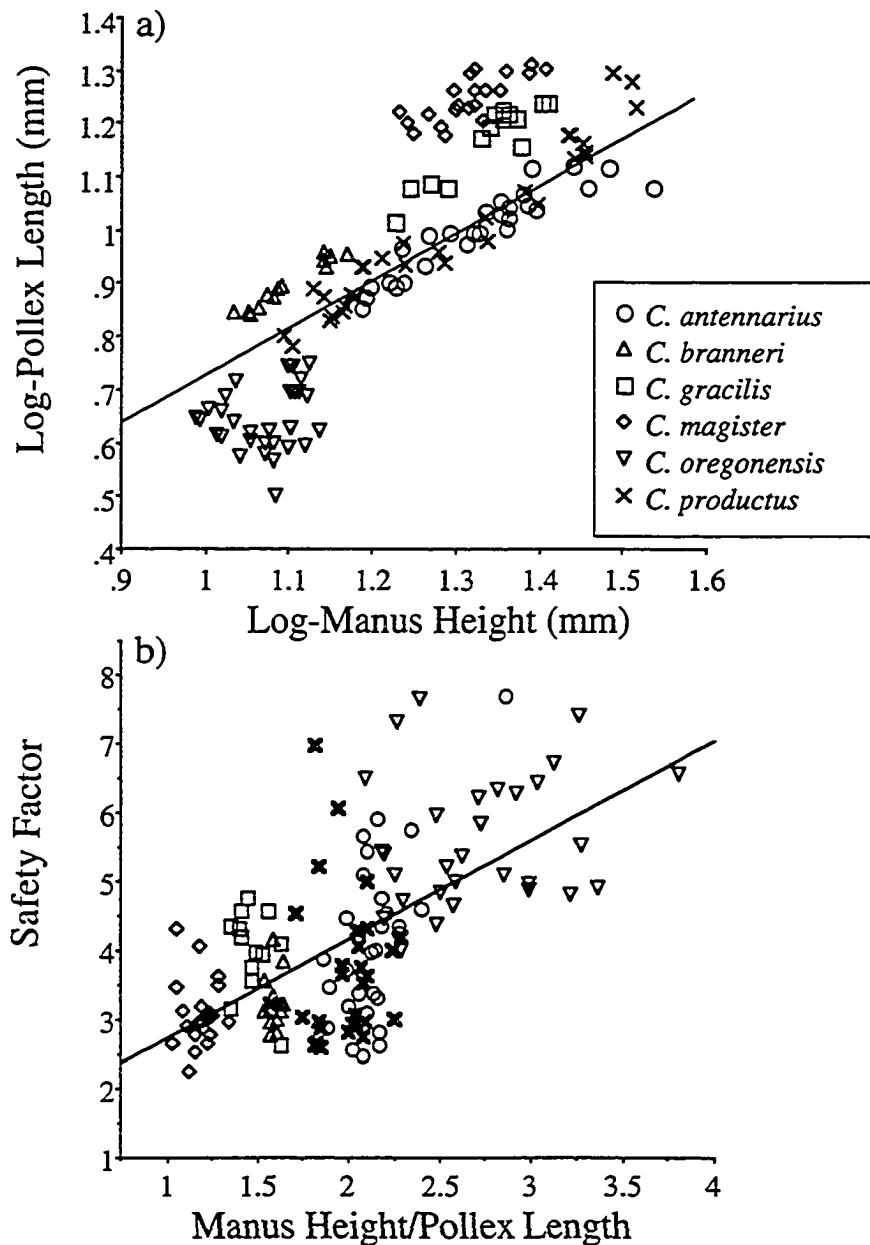 a)
Log-Pollex Length (mm)
1.4
1.3
1.2
1.1
1
.9
.8
.7
.6
.5
.4
.9
1
1.1
1.2
1.3
1.4
1.5
1.6
Log-Manus Height (mm)
C. antennarius
C. branneri
C. gracilis
C. magister
C. oregonensis
C. productus
b)
Safety Factor
8
7
6
5
4
3
2
1
1
1.5
2
2.5
3
3.5
4
Manus Height/Pollex Length